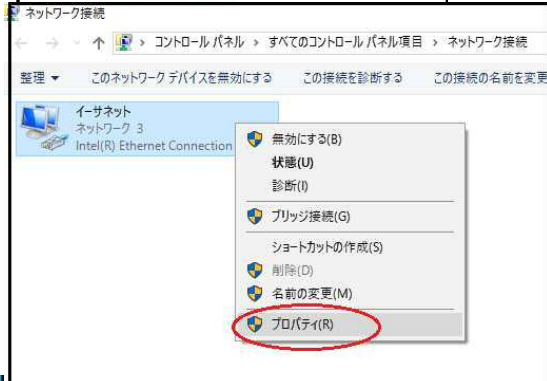 ネットワーク接続
コントロール パネル › すべてのコントロール パネル項目 › ネットワーク接続
整理 このネットワーク デバイスを無効にする この接続を診断する この接続の名前を変更
イーサネット
ネットワーク 3
Intel(R) Ethernet Connection
無効にする(B)
状態(U)
診断(I)
ブリッジ接続(G)
ショートカットの作成(S)
削除(D)
名前の変更(M)
プロパティ(R)